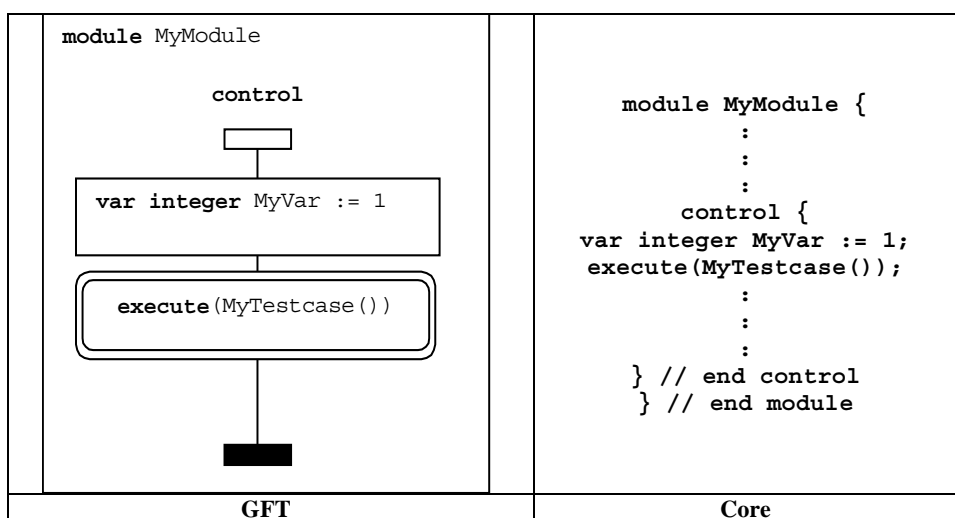 module MyModule
control
var integer MyVar := 1
execute(MyTestcase())
GFT
module MyModule {
:
:
:
control {
var integer MyVar := 1;
execute(MyTestcase());
:
:
:
} // end control
} // end module
Core